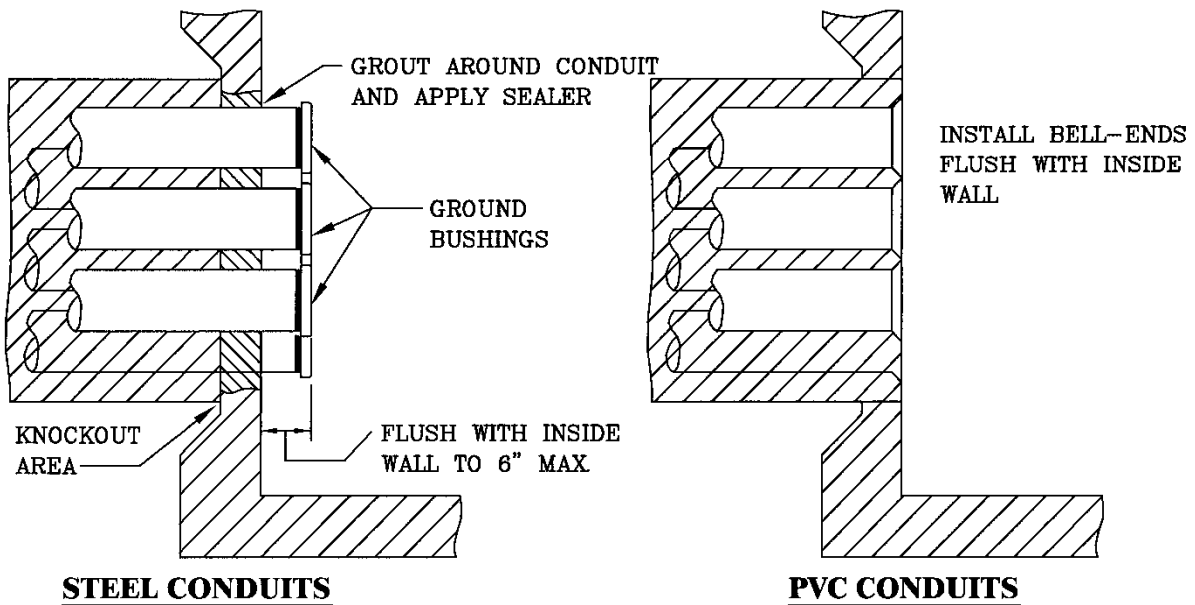 GROUT AROUND CONDUIT
AND APPLY SEALER
GROUND
BUSHINGS
KNOCKOUT
AREA
FLUSH WITH INSIDE
WALL TO 6" MAX
STEEL CONDUITS
INSTALL BELL-ENDS
FLUSH WITH INSIDE
WALL
PVC CONDUITS